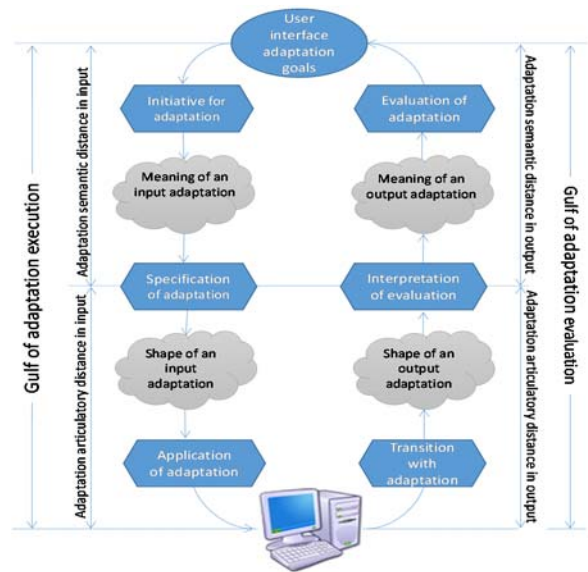 User
interface
adaptation
goals
Initiative for
adaptation
Evaluation of
adaptation
Meaning of an
input adaptation
Meaning of an
output adaptation
Specification
of adaptation
Interpretation
of evaluation
Shape of an
input
adaptation
Shape of an
output
adaptation
Application
of adaptation
Transition
with
adaptation
Gulf of adaptation execution
Adaptation semantic distance in input
Adaptation articulatory distance in input
Adaptation semantic distance in output
Adaptation articulatory distance in output
Gulf of adaptation evaluation